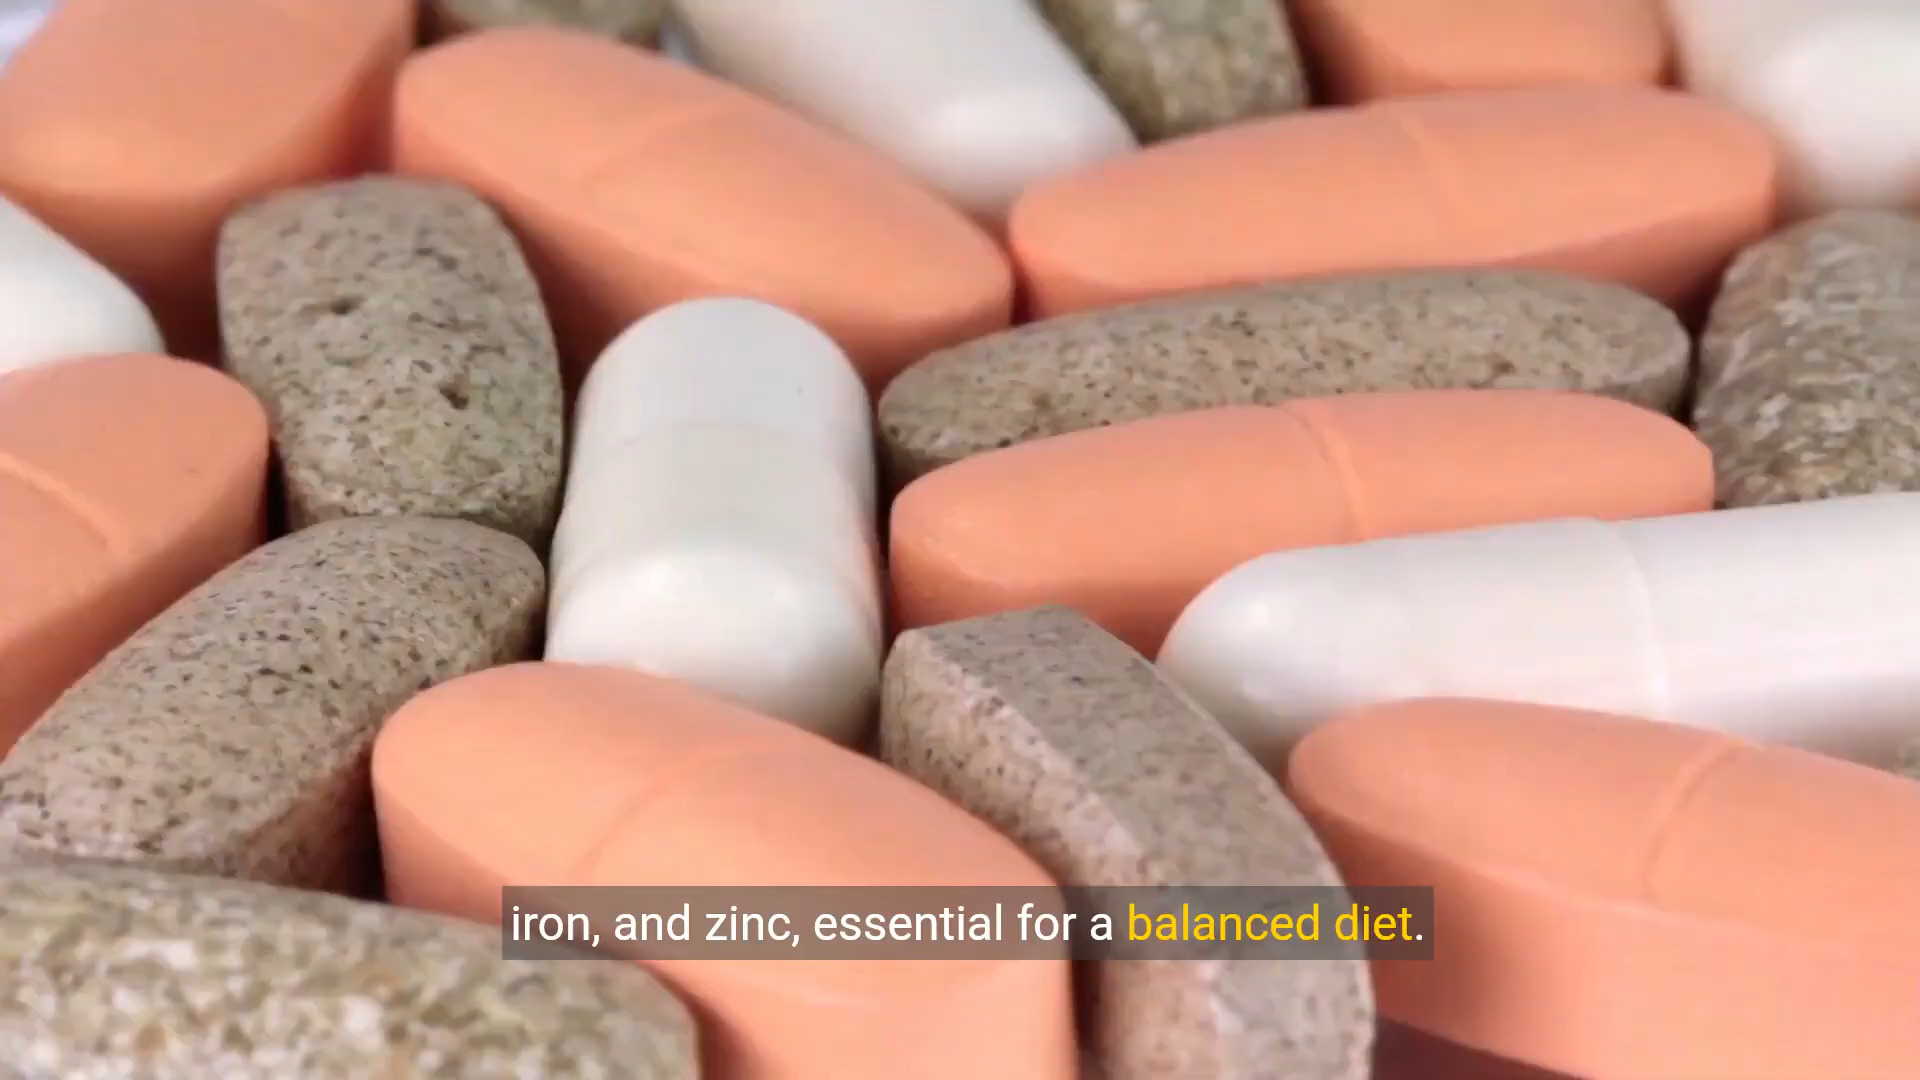 iron, and zinc, essential for a balanced diet.